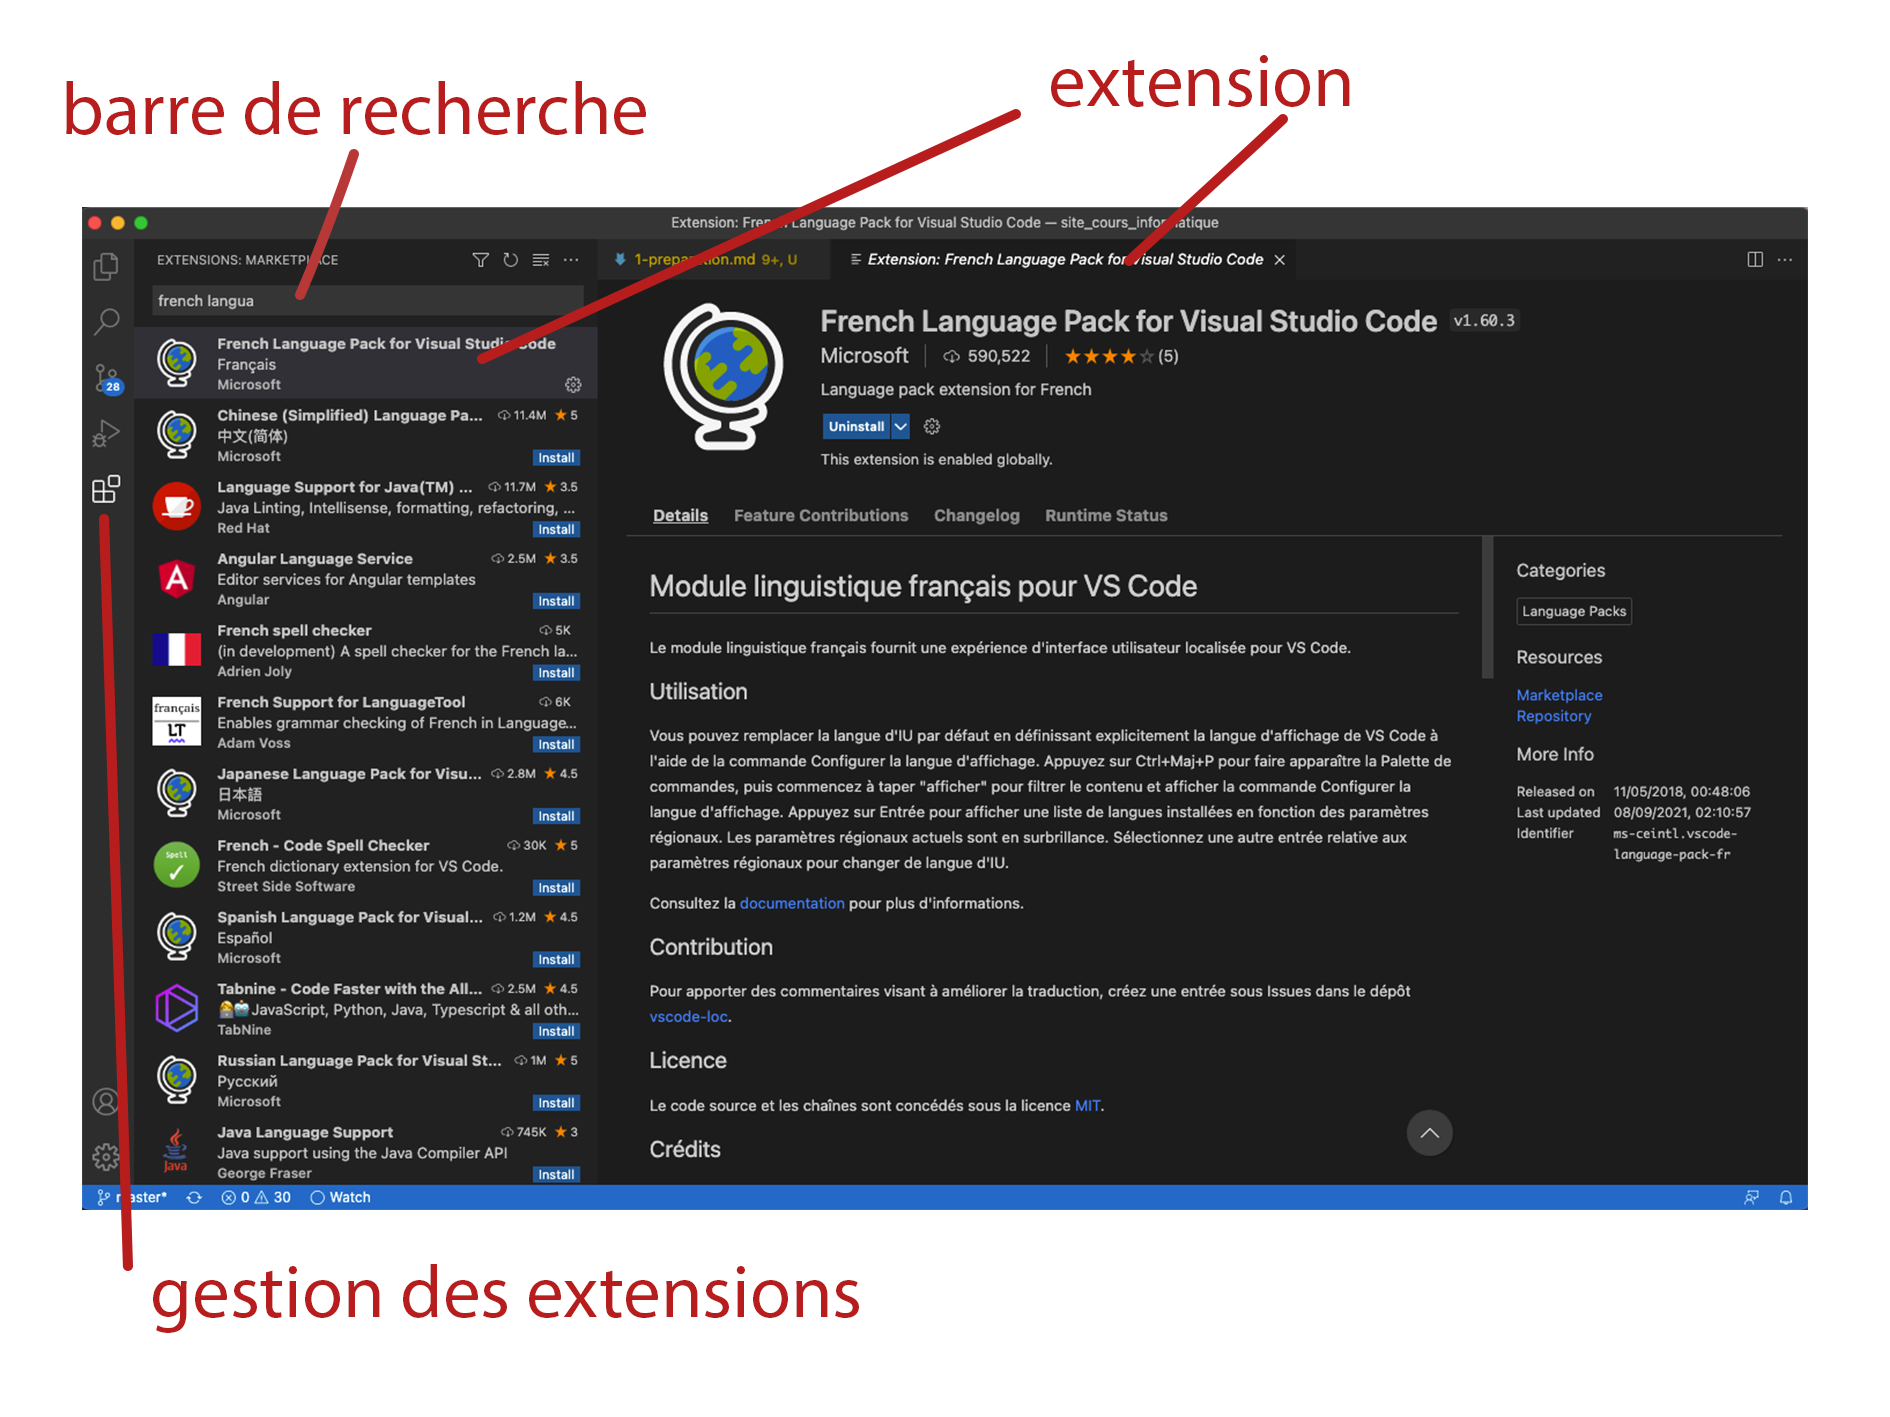 barre de recherche
extension
Extension: French Language Pack for Visual Studio Code — site_cours_informatique
EXTENSIONS: MARKETPLACE
french langua
French Language Pack for Visual Studio Code
Français
Microsoft
Chinese (Simplified) Language Pa... 11.4M 5
中文(简体)
Microsoft
Install
Language Support for Java(TM) ... 11.7M 3.5
Java Linting, Intellisense, formatting, refactoring, ...
Red Hat
Install
Angular Language Service 2.5M 3.5
Editor services for Angular templates
Angular
Install
French spell checker 5K
(in development) A spell checker for the French la...
Adrien Joly
Install
français
LT
French Support for LanguageTool 6K
Enables grammar checking of French in Language...
Adam Voss
Install
Japanese Language Pack for Visu... 2.8M 4.5
日本語
Microsoft
Install
Spell
French - Code Spell Checker 30K 5
French dictionary extension for VS Code.
Street Side Software
Install
Spanish Language Pack for Visual... 1.2M 4.5
Español
Microsoft
Install
Tabnine - Code Faster with the All... 2.5M 4.5
JavaScript, Python, Java, Typescript & all oth...
TabNine
Install
Russian Language Pack for Visual St... 1M 5
Русский
Microsoft
Install
Java
Java Language Support 745K 3
Java support using the Java Compiler API
George Fraser
Install
28
1-preparation.md 9+, U
Extension: French Language Pack for Visual Studio Code
French Language Pack for Visual Studio Code v1.60.3
Microsoft 590,522 (5)
Language pack extension for French
Uninstall
This extension is enabled globally.
Details Feature Contributions Changelog Runtime Status
Module linguistique français pour VS Code
Le module linguistique français fournit une expérience d'interface utilisateur localisée pour VS Code.
Utilisation
Vous pouvez remplacer la langue d'IU par défaut en définissant explicitement la langue d'affichage de VS Code à
l'aide de la commande Configurer la langue d'affichage. Appuyez sur Ctrl+Maj+P pour faire apparaître la Palette de
commandes, puis commencez à taper "afficher" pour filtrer le contenu et afficher la commande Configurer la
langue d'affichage. Appuyez sur Entrée pour afficher une liste de langues installées en fonction des paramètres
régionaux. Les paramètres régionaux actuels sont en surbrillance. Sélectionnez une autre entrée relative aux
paramètres régionaux pour changer de langue d'IU.
Consultez la documentation pour plus d'informations.
Contribution
Pour apporter des commentaires visant à améliorer la traduction, créez une entrée sous Issues dans le dépôt
vscode-loc.
Licence
Le code source et les chaînes sont concédés sous la licence MIT.
Crédits
Categories
Language Packs
Resources
Marketplace
Repository
More Info
Released on 11/05/2018, 00:48:06
Last updated 08/09/2021, 02:10:57
Identifier ms-ceintl.vscode-
language-pack-fr
master* 0 30 Watch
gestion des extensions